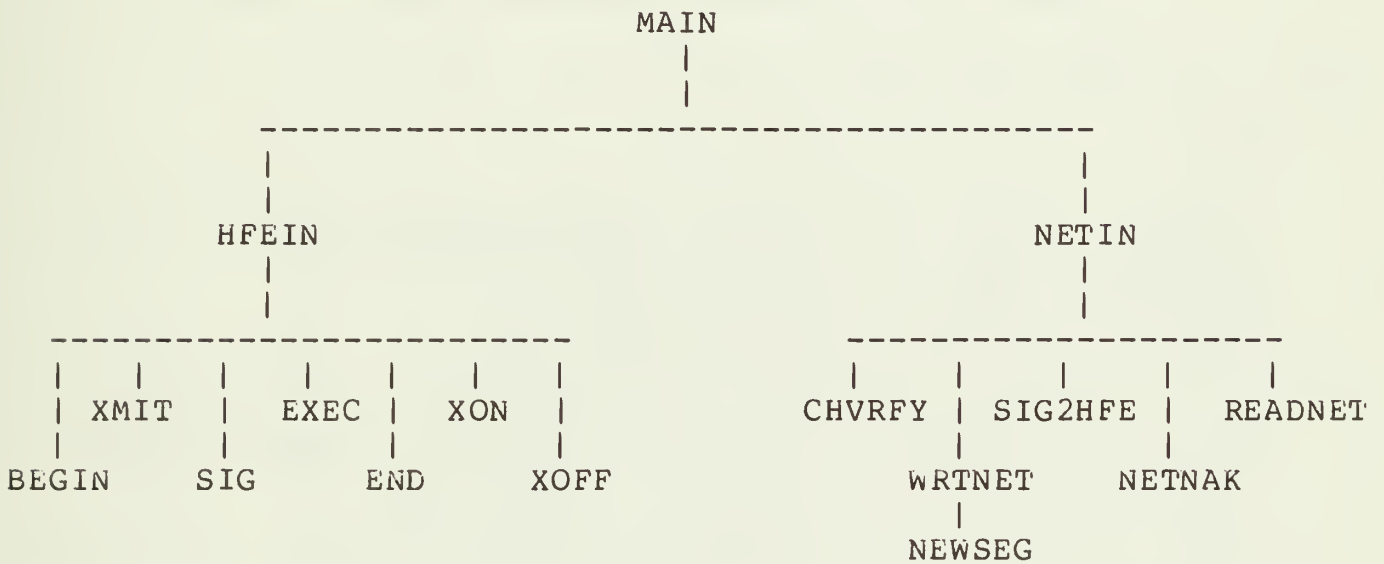 MAIN
HFEIN NETIN
XMIT EXEC XON CHVRFY SIG2HFE READNET
BEGIN SIG END XOFF WRTNET NETNAK
NEWSEG